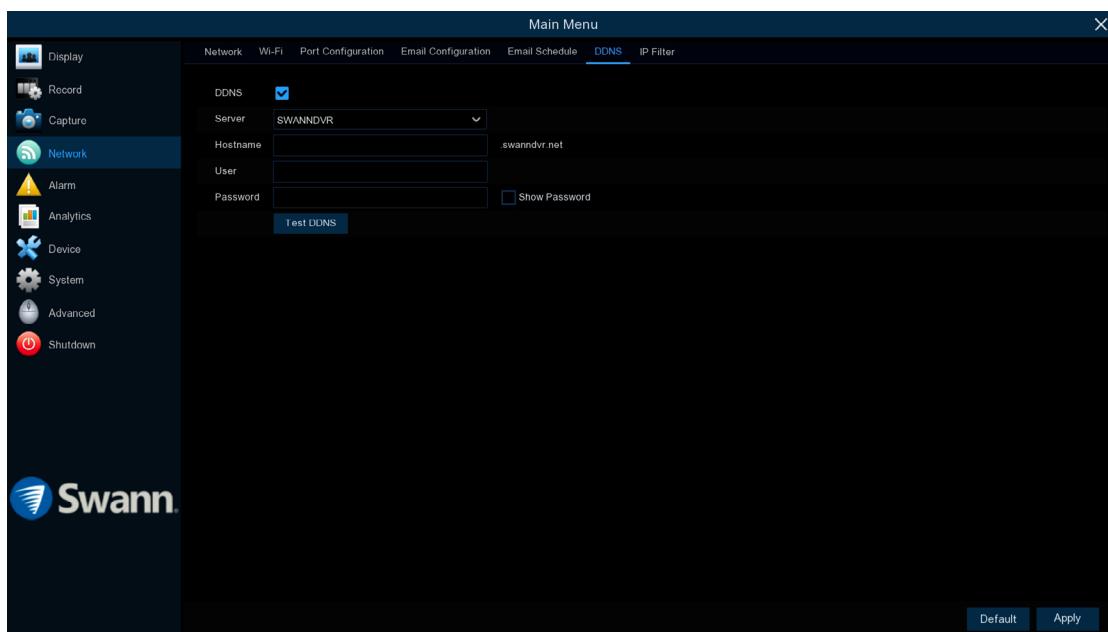 Main Menu
Display
Record
Capture
Network
Alarm
Analytics
Device
System
Advanced
Shutdown
Swann
Network Wi-Fi Port Configuration Email Configuration Email Schedule DDNS IP Filter
DDNS
Server SWANNDVR
Hostname .swanndvr.net
User
Password Show Password
Test DDNS
Default Apply